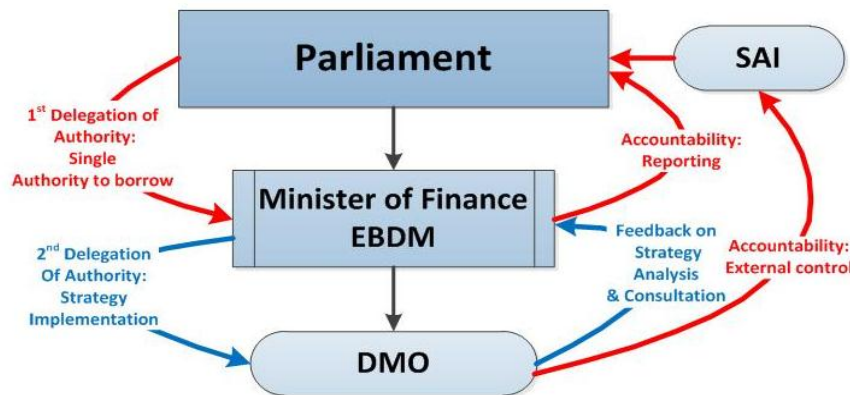 Parliament
SAI
1st Delegation of
Authority:
Single
Authority to borrow
Accountability:
Reporting
Minister of Finance
EBDM
2nd Delegation
Of Authority:
Strategy
Implementation
Feedback on
Strategy
Analysis
& Consultation
Accountability:
External control
DMO